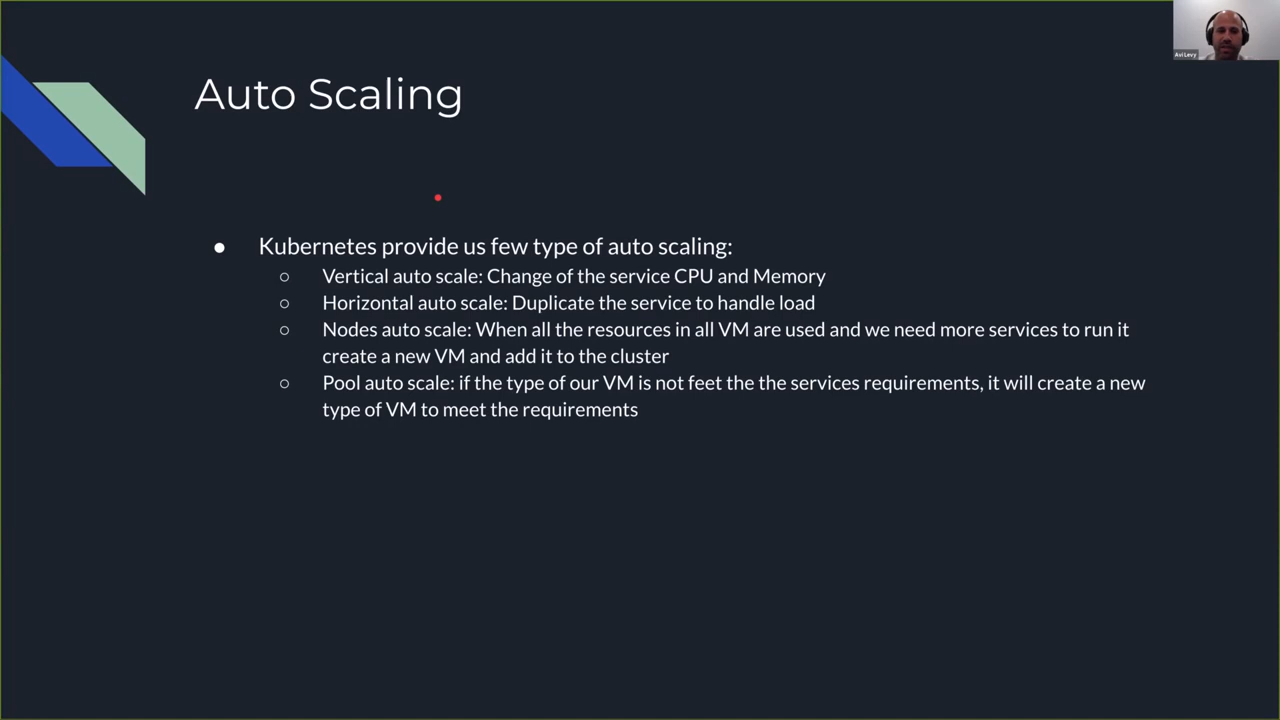 Avi Levy
Auto Scaling
● Kubernetes provide us few type of auto scaling:
○ Vertical auto scale: Change of the service CPU and Memory
○ Horizontal auto scale: Duplicate the service to handle load
○ Nodes auto scale: When all the resources in all VM are used and we need more services to run it
create a new VM and add it to the cluster
○ Pool auto scale: if the type of our VM is not feet the the services requirements, it will create a new
type of VM to meet the requirements